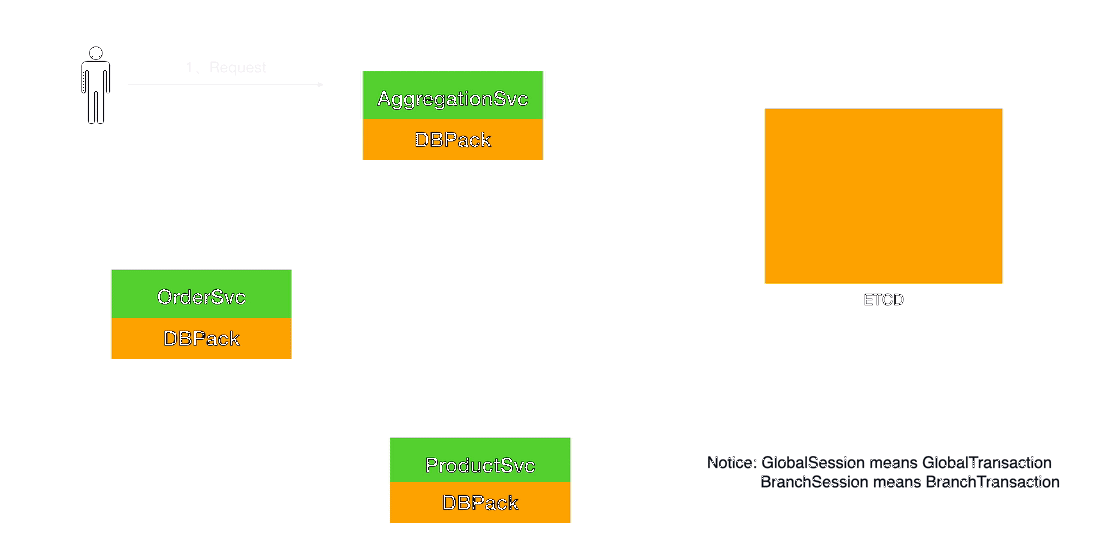 1、Request
AggregationSvc
DBPack
OrderSvc
DBPack
ETCD
ProductSvc
DBPack
Notice: GlobalSession means GlobalTransaction
BranchSession means BranchTransaction